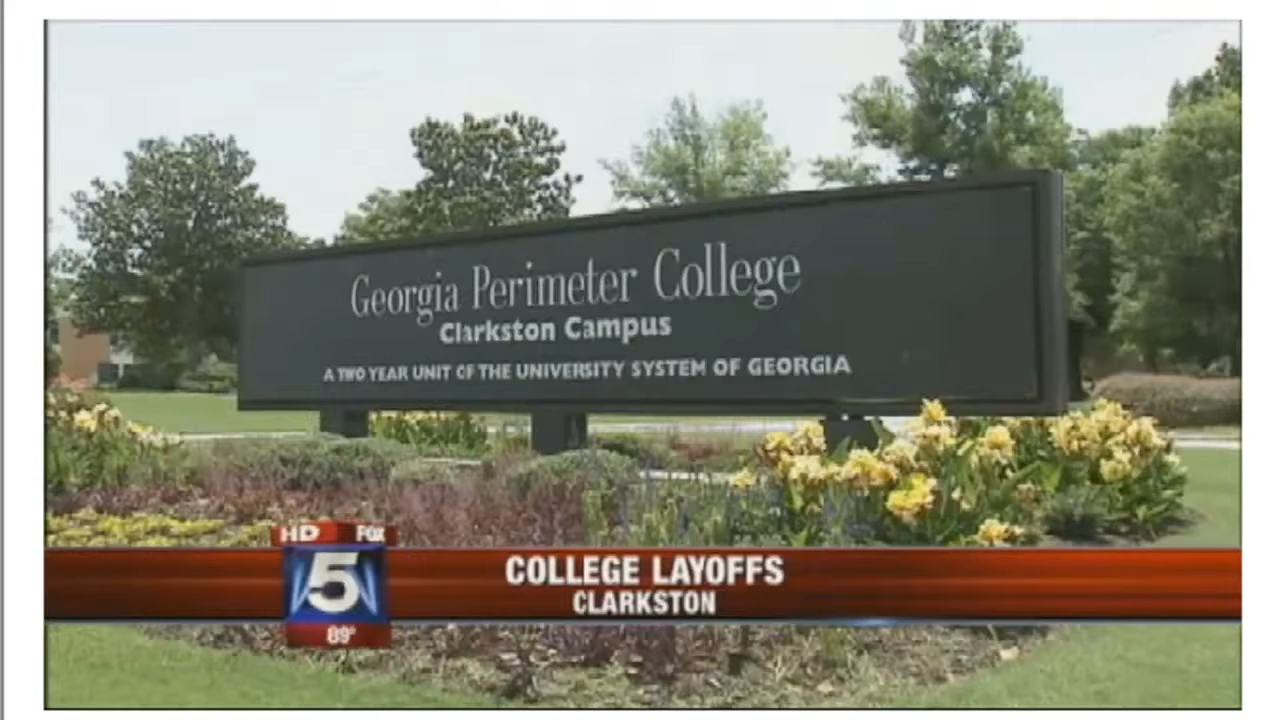 Georgia Perimeter College
Clarkston Campus
A TWO YEAR UNIT OF THE UNIVERSITY SYSTEM OF GEORGIA
HD FOX
5
89°
COLLEGE LAYOFFS
CLARKSTON